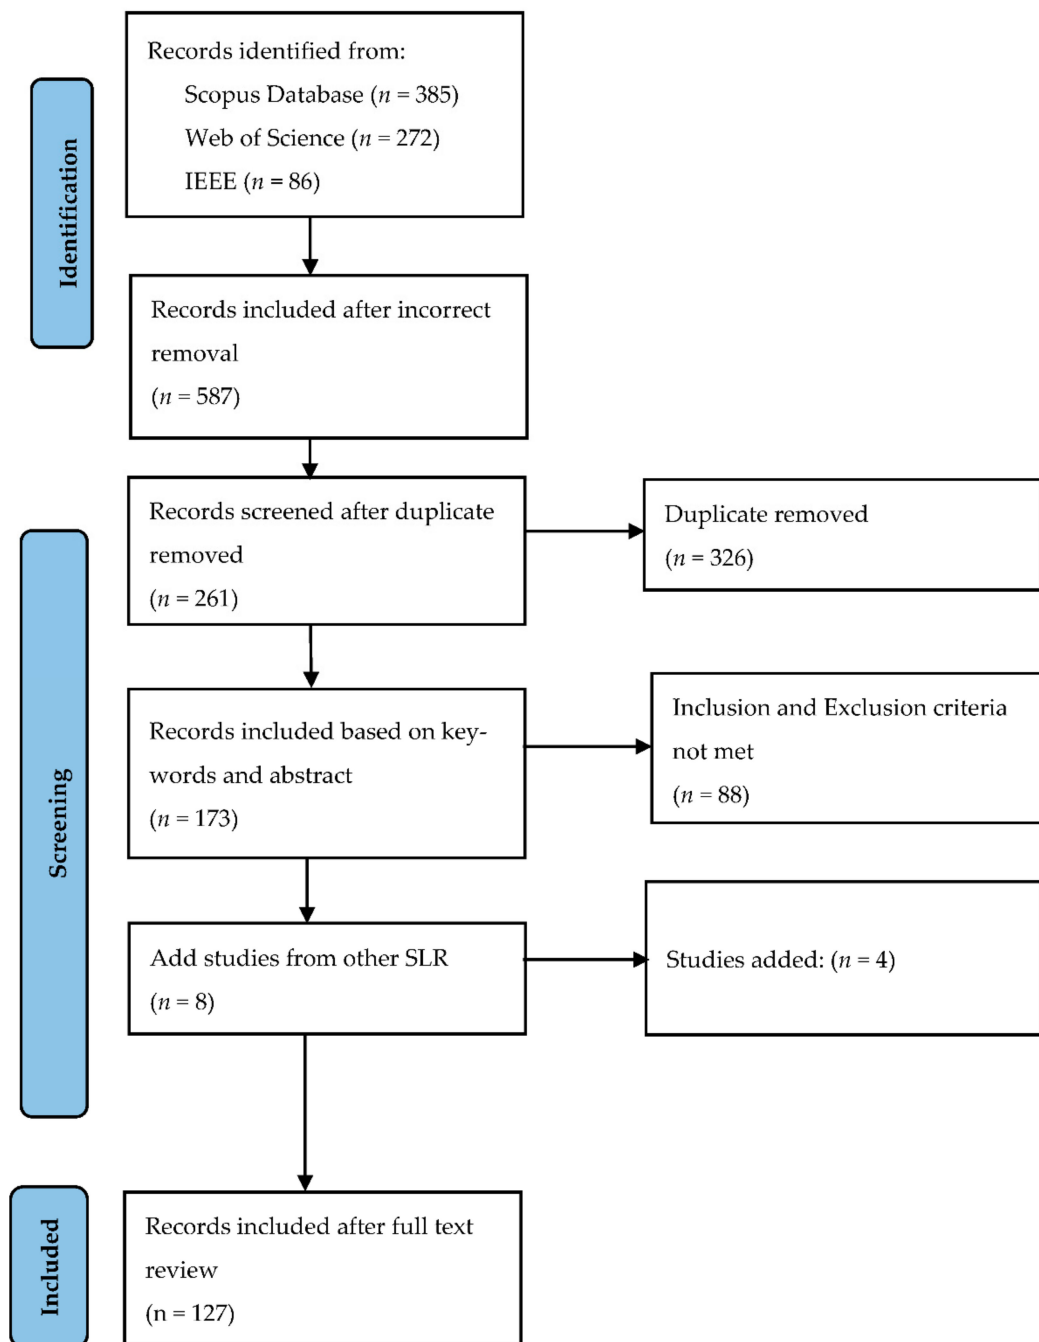 Identification
Records identified from:
Scopus Database (n = 385)
Web of Science (n = 272)
IEEE (n = 86)
Records included after incorrect
removal
(n = 587)
Screening
Records screened after duplicate
removed
(n = 261)
Duplicate removed
(n = 326)
Records included based on key-
words and abstract
(n = 173)
Inclusion and Exclusion criteria
not met
(n = 88)
Add studies from other SLR
(n = 8)
Studies added: (n = 4)
Included
Records included after full text
review
(n = 127)